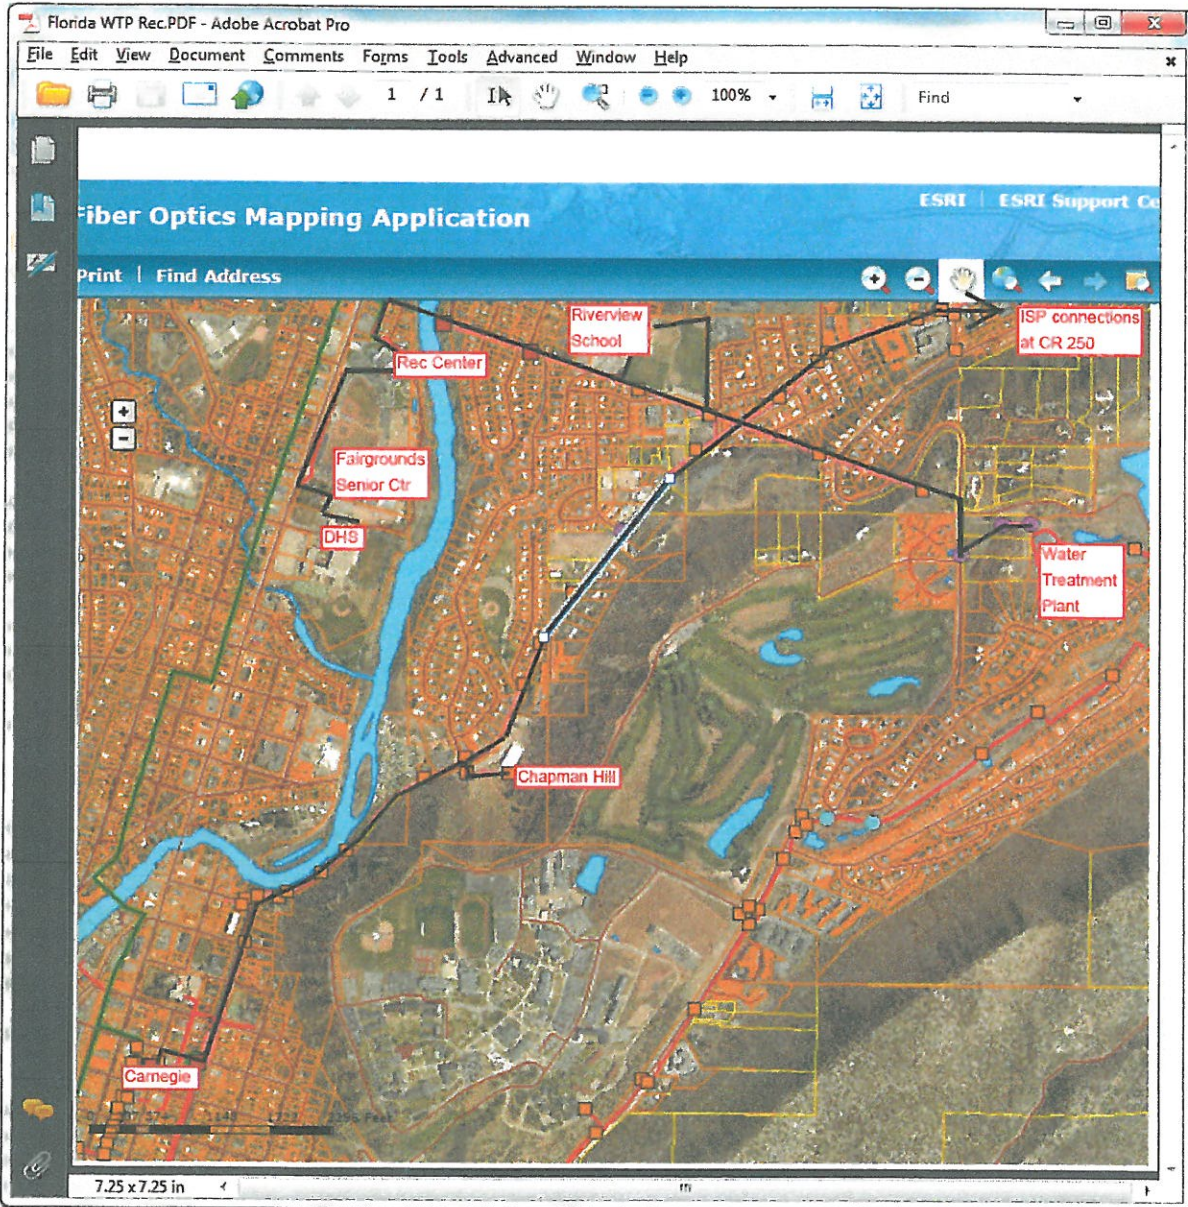 Florida WTP Rec.PDF - Adobe Acrobat Pro
File Edit View Document Comments Forms Tools Advanced Window Help
1 / 1 100% Find
ESRI | ESRI Support Ce
Fiber Optics Mapping Application
Print | Find Address
Riverview
School
ISP connections
at CR 250
Rec Center
Fairgrounds
Senior Ctr
DHS
Water
Treatment
Plant
Chapman Hill
Carnegie
Feet
7.25 x 7.25 in